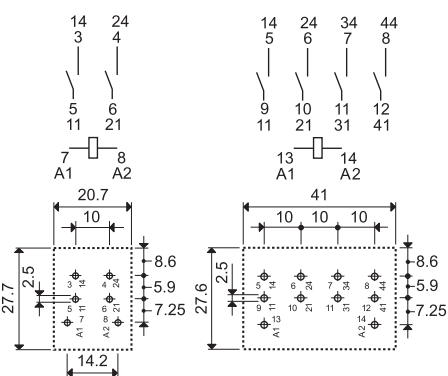 14 24 14 24 34 44
3 4 5 6 7 8
5 6 9 10 11 12
11 21 11 21 31 41
7 8 13 14
A1 A2 A1 A2
20.7 41
10 10 10 10
8.6 8.6
2.5 5.9 2.5 5.9
27.7 7.25 27.6 7.25
3 14 4 24 5 14 6 24 7 34 8 44
5 11 6 21 9 11 10 21 11 31 12 41
7 A1 8 A2 13 A1 14 A2
14.2